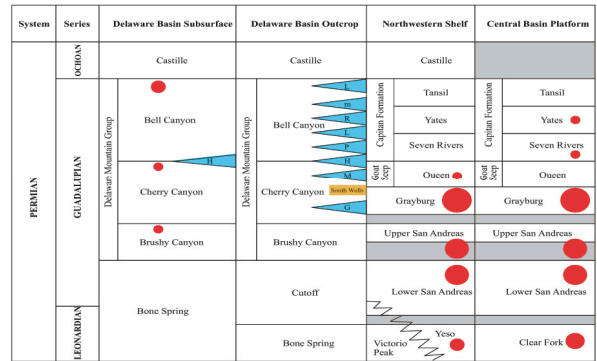 System Series Delaware Basin Subsurface Delaware Basin Outcrop Northwestern Shelf Central Basin Platform
PERMIAN
OCHOAN
GUADALIPIAN
LEONARDIAN
Castille
Delaware Mountain Group
Bell Canyon
H
Cherry Canyon
Brushy Canyon
Bone Spring
Castille
Delaware Mountain Group
Bell Canyon
L
m
R
L
P
H
M
Cherry Canyon
South Wells
G
Brushy Canyon
Cutoff
Bone Spring
Castille
Capitan Formation
Tansil
Yates
Seven Rivers
Goat
Seep
Queen
Grayburg
Upper San Andreas
Lower San Andreas
Yeso
Victorio
Peak
Capitan Formation
Tansil
Yates
Seven Rivers
Goat
Seep
Queen
Grayburg
Upper San Andreas
Lower San Andreas
Clear Fork